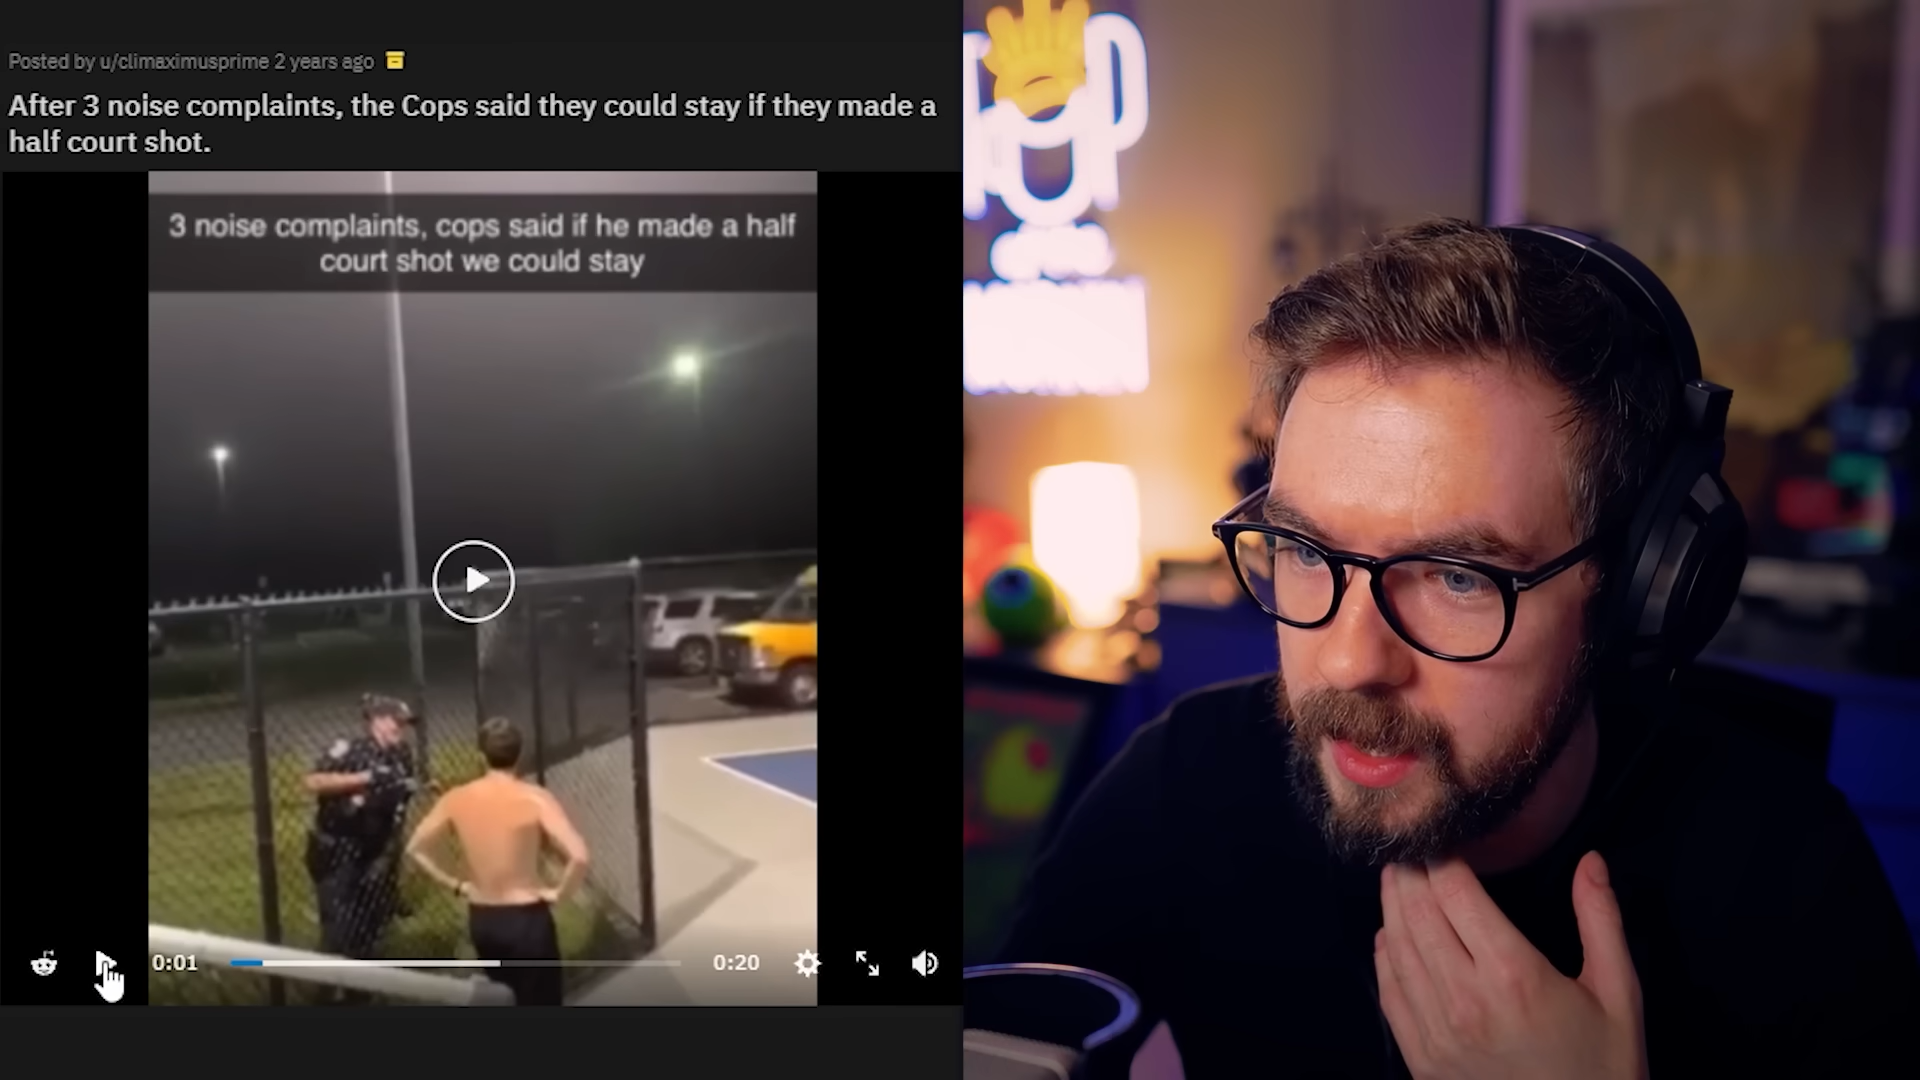 Posted by u/climaximusprime 2 years ago
After 3 noise complaints, the Cops said they could stay if they made a
half court shot.
3 noise complaints, cops said if he made a half
court shot we could stay
0:01
0:20